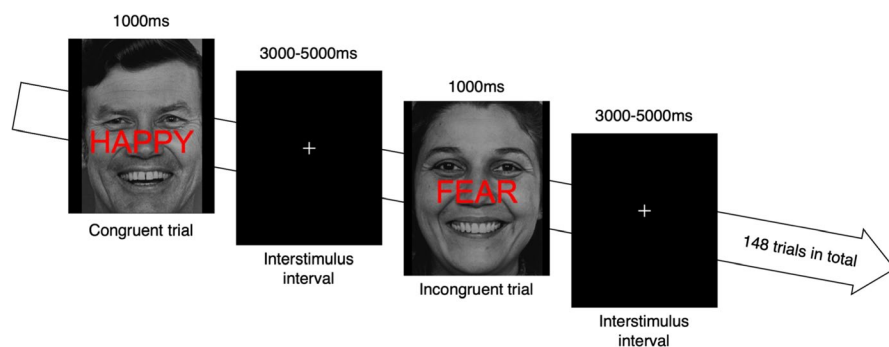 1000ms
HAPPY
Congruent trial
3000-5000ms
Interstimulus
interval
1000ms
FEAR
Incongruent trial
3000-5000ms
Interstimulus
interval
148 trials in total